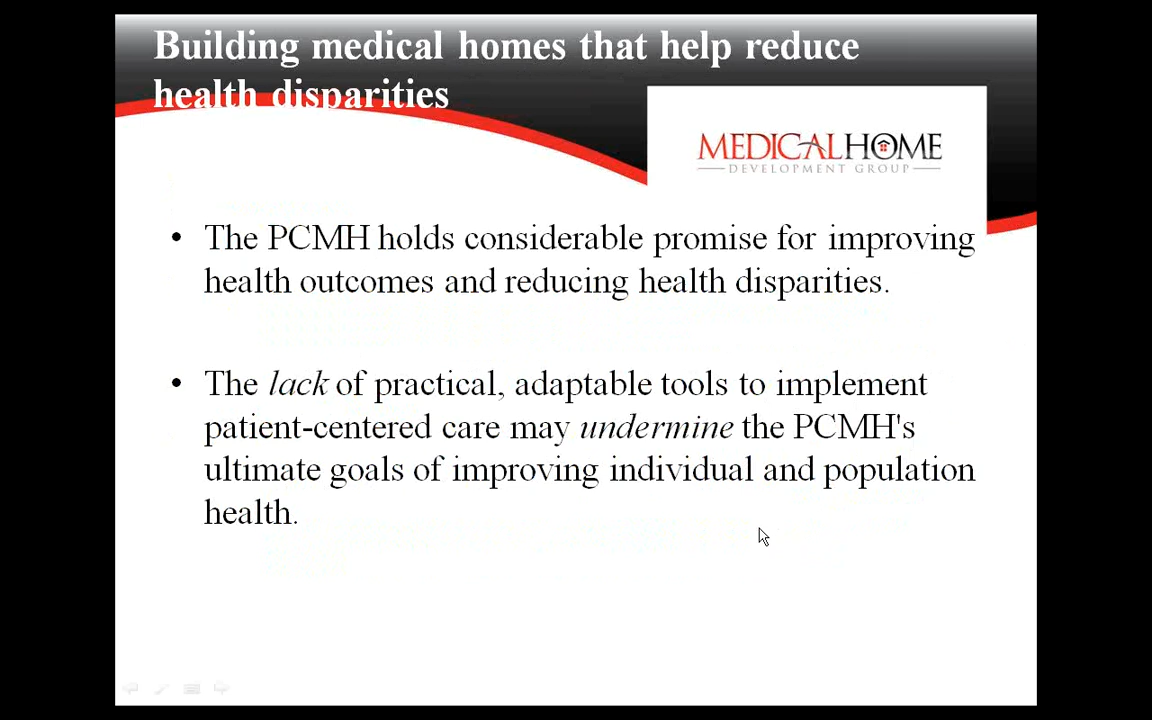 Building medical homes that help reduce
health disparities
MEDICALHOME
DEVELOPMENT GROUP
• The PCMH holds considerable promise for improving
health outcomes and reducing health disparities.
• The lack of practical, adaptable tools to implement
patient-centered care may undermine the PCMH's
ultimate goals of improving individual and population
health.